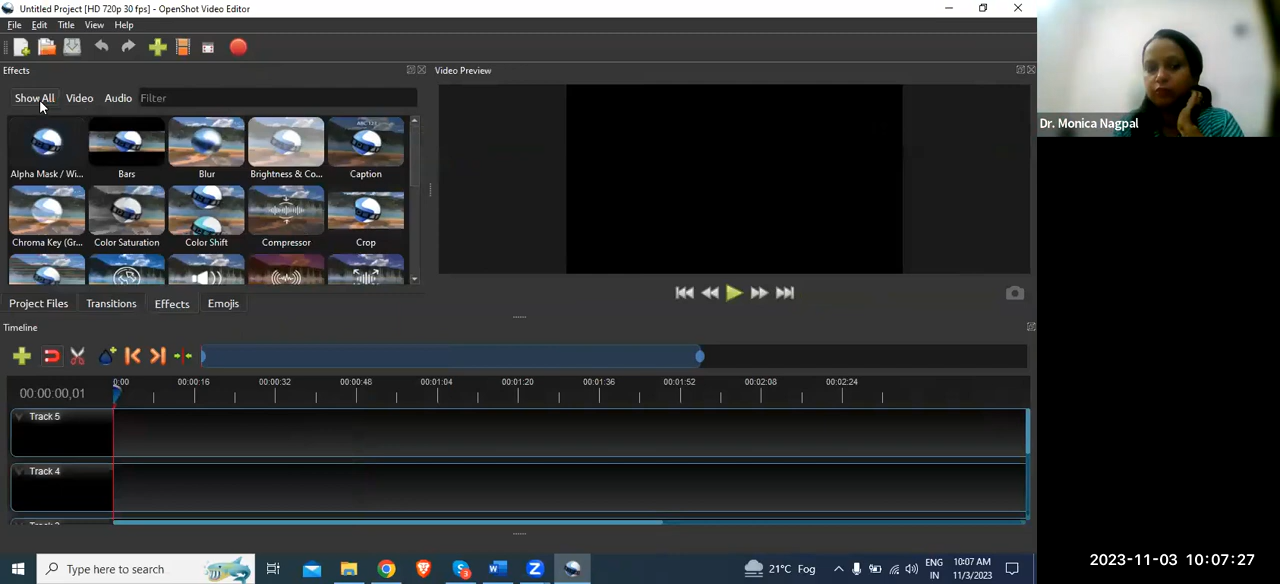 Untitled Project [HD 720p 30 fps] - OpenShot Video Editor
File Edit Title View Help
Effects
Video Preview
Show All Video Audio Filter
Alpha Mask / Wi... Bars Blur Brightness & Co... Caption
Chroma Key (Gr... Color Saturation Color Shift Compressor Crop
Project Files Transitions Effects Emojis
Timeline
00:00:00,01
0:00 00:00:16 00:00:32 00:00:48 00:01:04 00:01:20 00:01:36 00:01:52 00:02:08 00:02:24
Track 5
Track 4
Type here to search
21°C Fog
ENG
IN
10:07 AM
11/3/2023
Dr. Monica Nagpal
2023-11-03 10:07:27